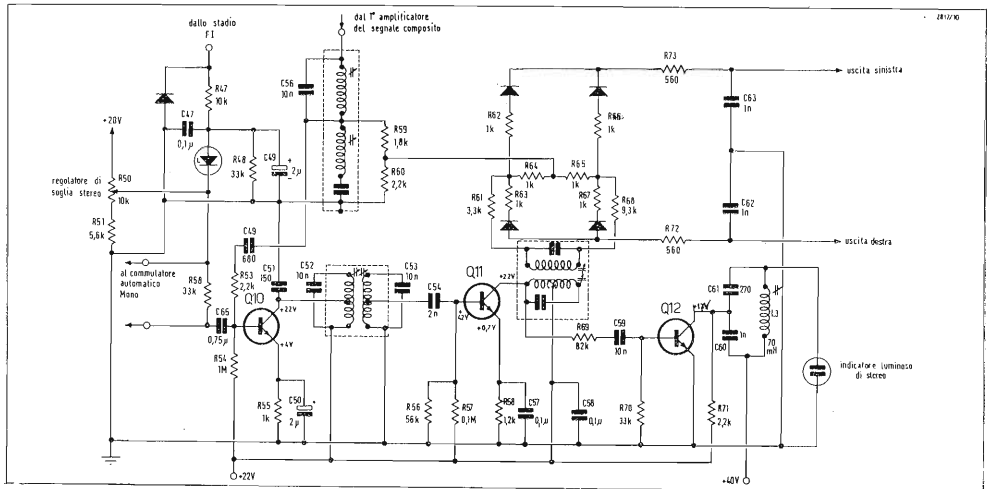 2817/10
dallo stadio
FI
dal 1° amplificatore
del segnale composito
R47
10k
C56
10n
R73
560
uscita sinistra
+20V
C47
0,1µ
R48
33k
C49
2µ
+
-
R59
1,8k
R60
2,2k
R62
1k
R66
1k
C63
1n
R64
1k
R65
1k
R50
10k
regolatore di
soglia stereo
R51
5,6k
R61
3,3k
R63
1k
R67
1k
R68
9,3k
C62
1n
C49
680
R72
560
uscita destra
al commutatore
automatico
Mono
R53
2,2k
C51
150
Q10
+22V
C52
10n
C53
10n
C54
2n
Q11
+22V
R58
33k
C65
0,75µ
+4V
+0,7V
Q12
C61
270
C60
1n
L3
70
mH
indicatore luminoso
di stereo
R54
1M
R55
1k
C50
2µ
+
R56
56k
R57
0,1M
R58
1,2k
C57
0,1µ
C58
0,1µ
R69
82k
C59
10n
R70
33k
R71
2,2k
+22V
+40V